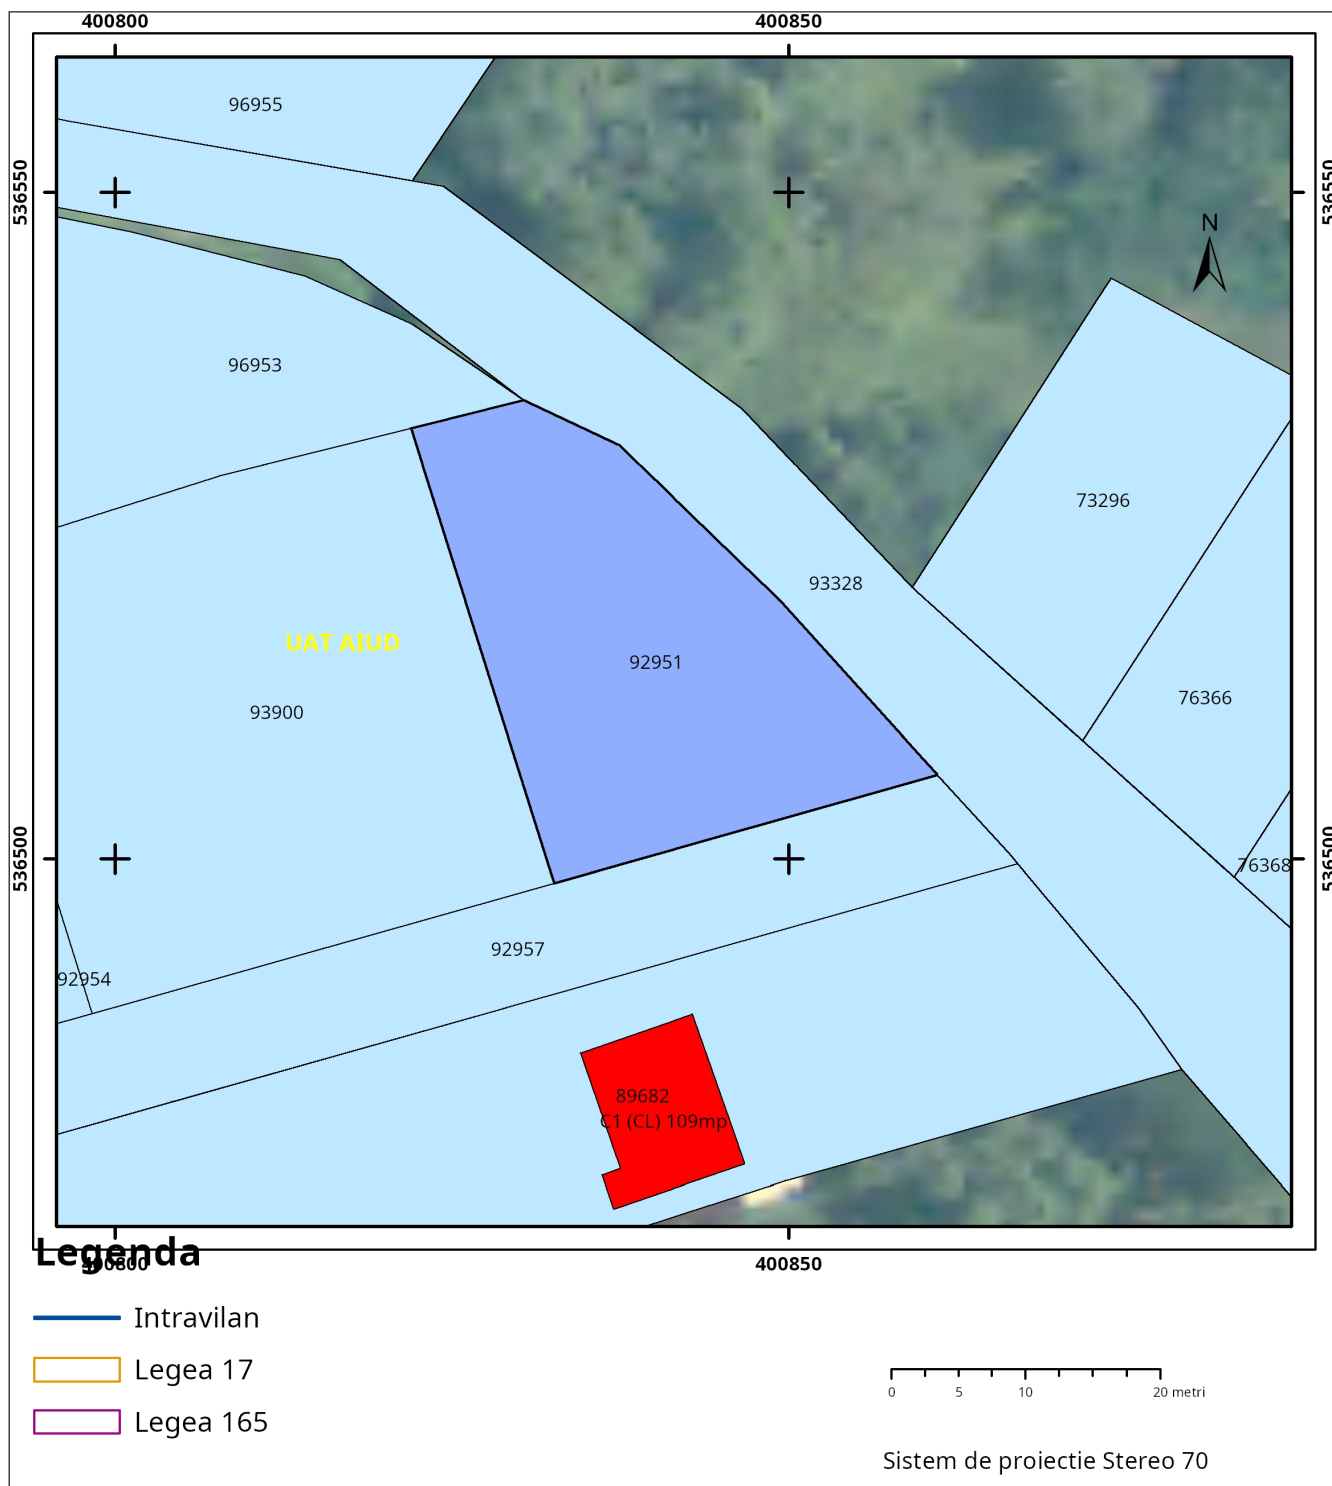 400800 400850
96955
536550 536550
N
96953
73296
93328
UAT AIUD
92951
76366
93900
536500 536500
76368
92957
92954
89682
C1 (CL) 109mp
Legenda
400800 400850
Intravilan
Legea 17
0 5 10 20 metri
Legea 165
Sistem de proiectie Stereo 70